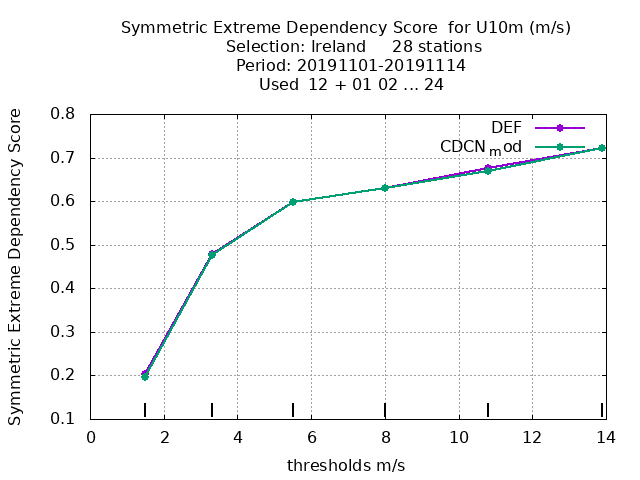 Symmetric Extreme Dependency Score for U10m (m/s)
Selection: Ireland 28 stations
Period: 20191101-20191114
Used 12 + 01 02 ... 24
Symmetric Extreme Dependency Score
0.8
0.7
0.6
0.5
0.4
0.3
0.2
0.1
DEF
CDCNmod
0 2 4 6 8 10 12 14
thresholds m/s